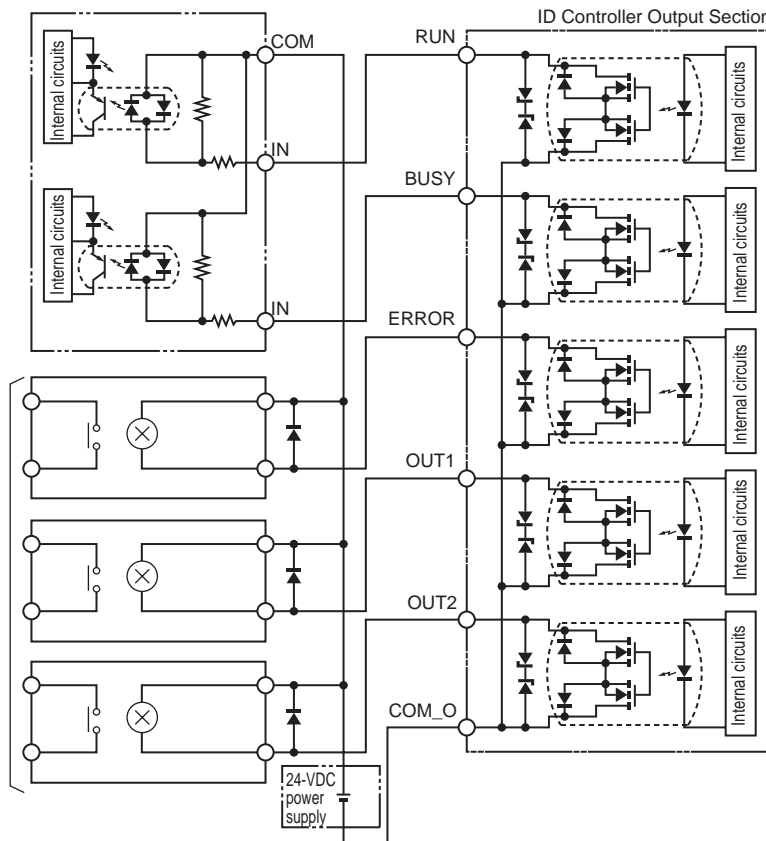 ID Controller Output Section
COM
RUN
Internal circuits
Internal circuits
IN
BUSY
Internal circuits
Internal circuits
IN
ERROR
Internal circuits
OUT1
Internal circuits
OUT2
Internal circuits
COM_O
24-VDC
power
supply